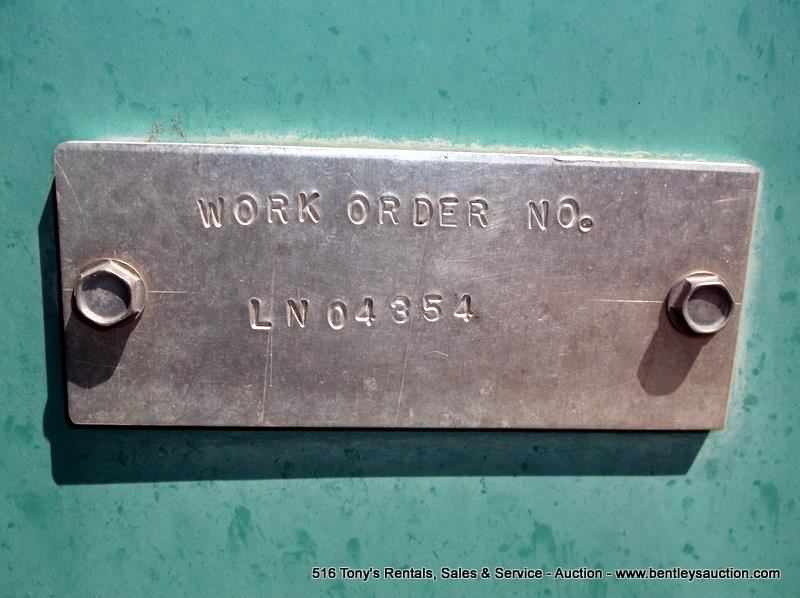 WORK ORDER NO.
LN04354
516 Tony's Rentals, Sales & Service - Auction - www.bentleysauction.com